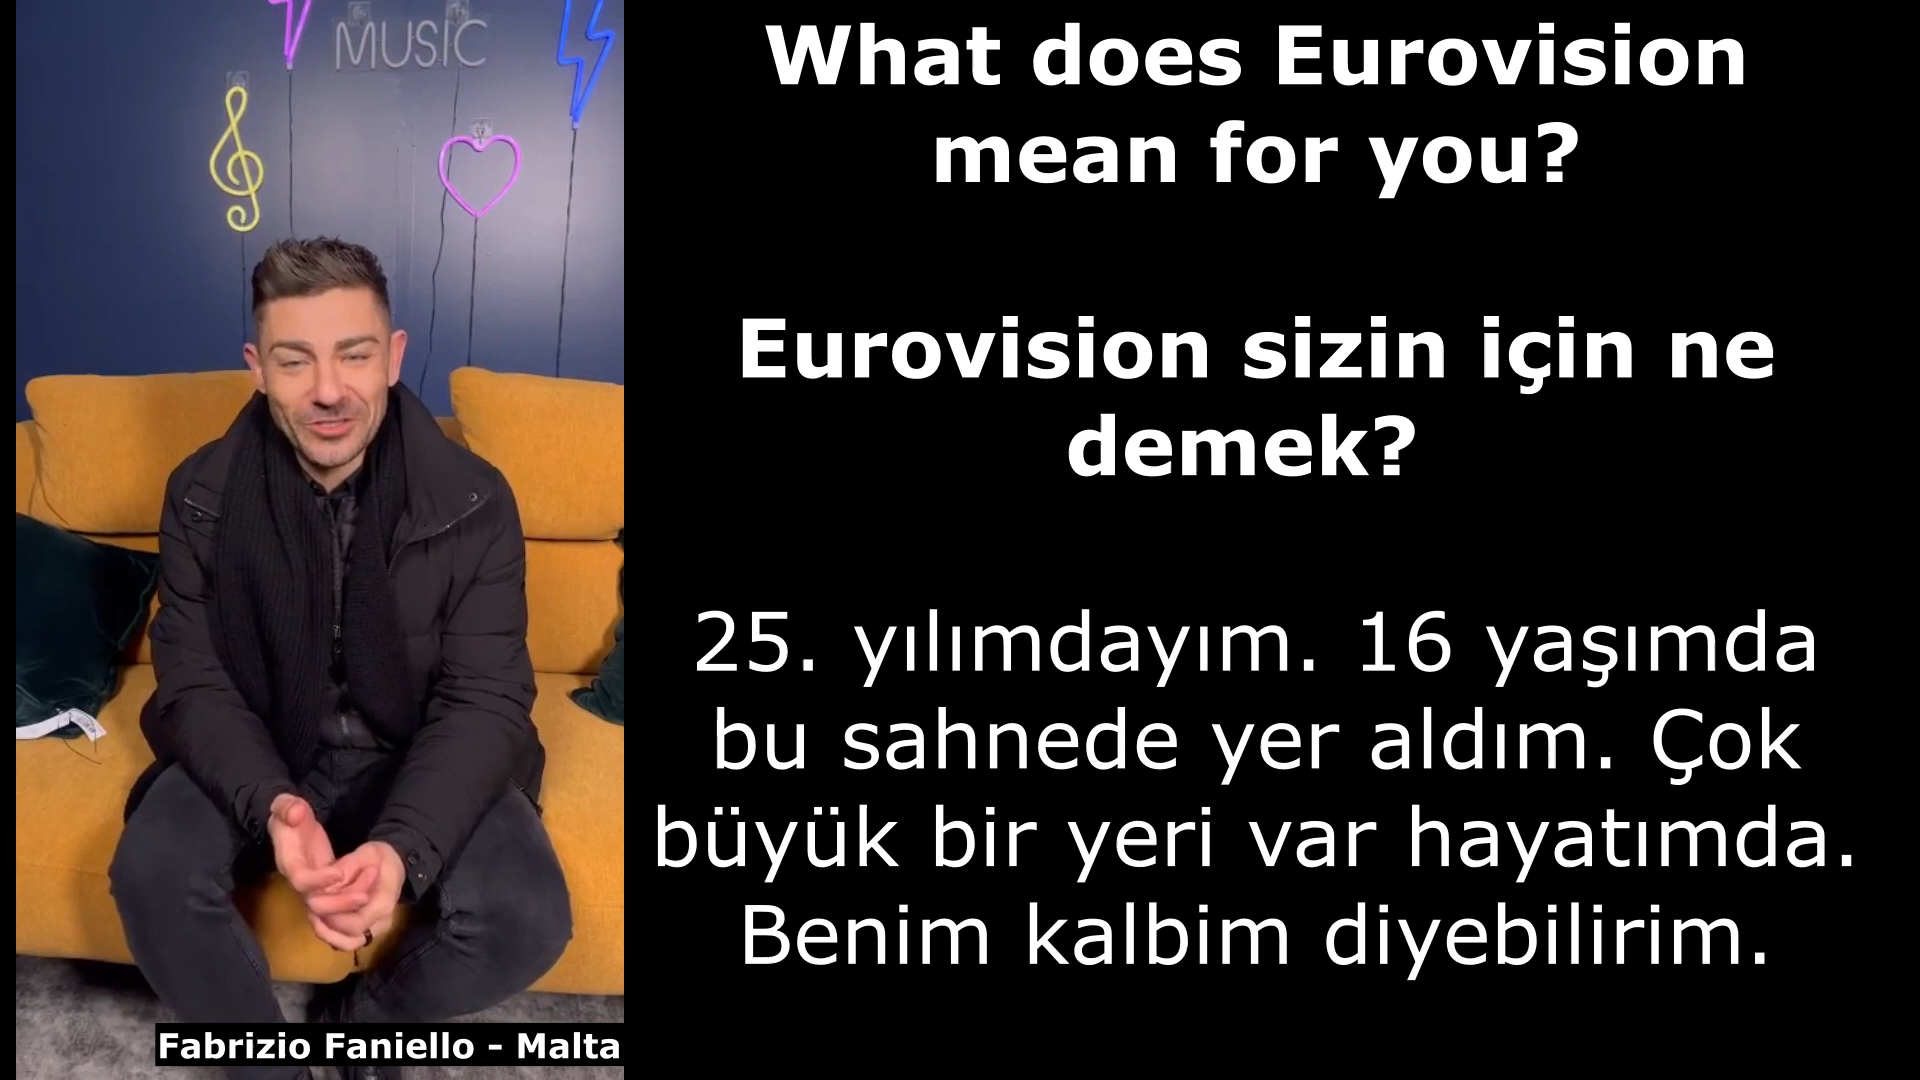 MUSIC
What does Eurovision
mean for you?
Eurovision sizin için ne
demek?
25. yılımdayım. 16 yaşımda
bu sahnede yer aldım. Çok
büyük bir yeri var hayatımda.
Benim kalbim diyebilirim.
Fabrizio Faniello - Malta